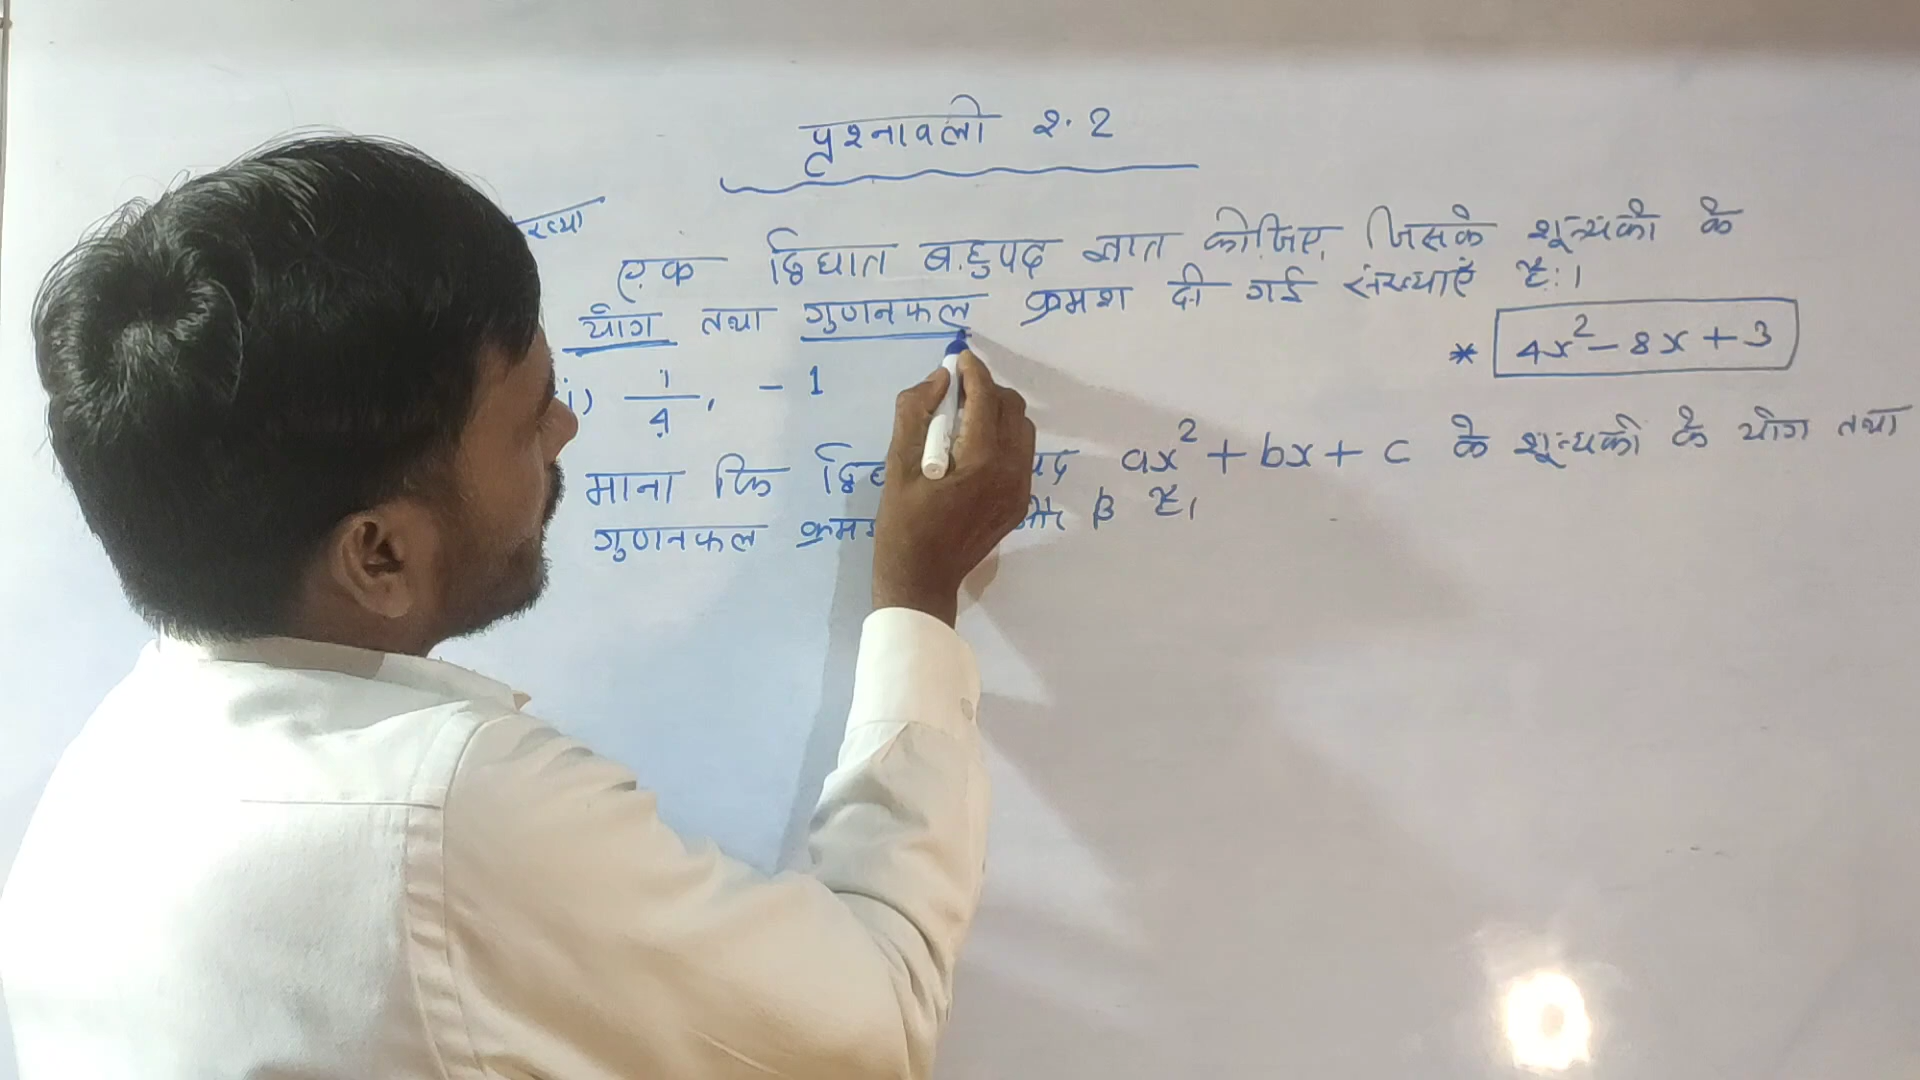 प्रश्नावली २.2
एक द्विघात बहुपद ज्ञात कीजिए, जिसके शून्यकों के
योग तथा गुणनफल क्रमश दी गई संख्याएँ है:।
* 4x² - 8x + 3
i) 1/4, -1
माना कि ax² + bx + c के शून्यकों के योग तथा
गुणनफल β है।